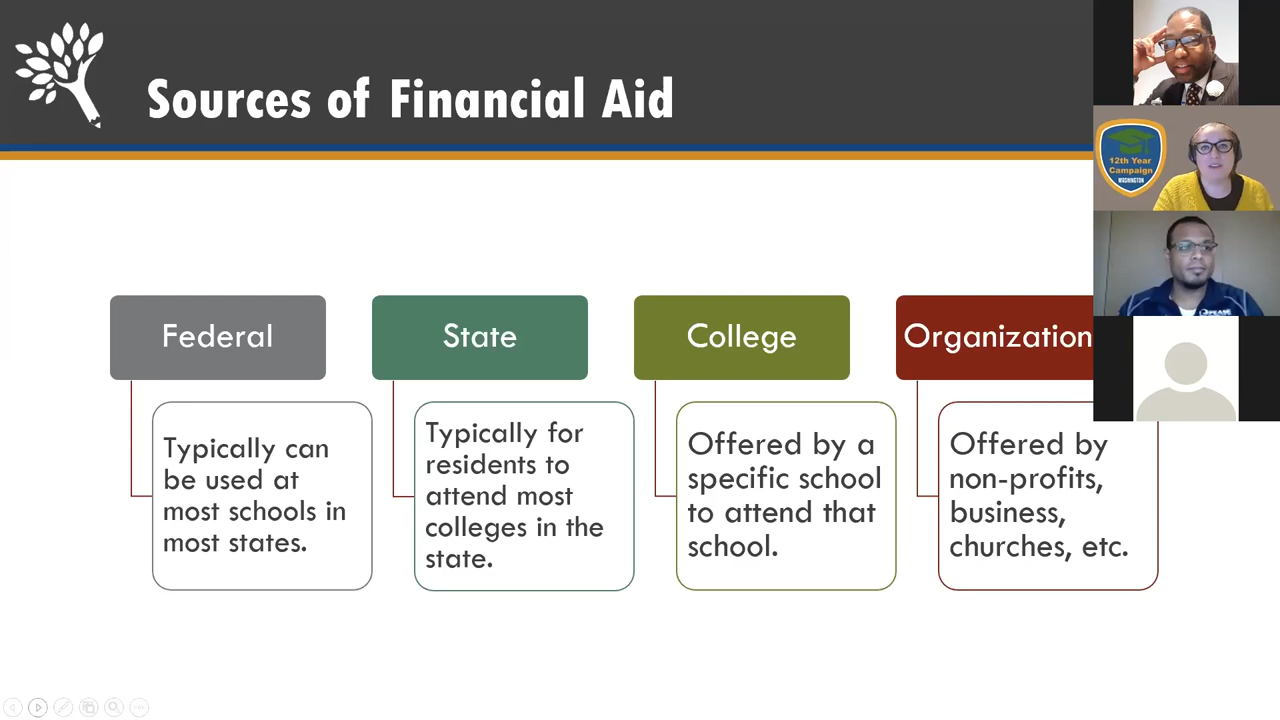 Sources of Financial Aid
12th Year
Campaign
WASHINGTON
Federal
State
College
Organization
Typically can
be used at
most schools in
most states.
Typically for
residents to
attend most
colleges in the
state.
Offered by a
specific school
to attend that
school.
Offered by
non-profits,
business,
churches, etc.